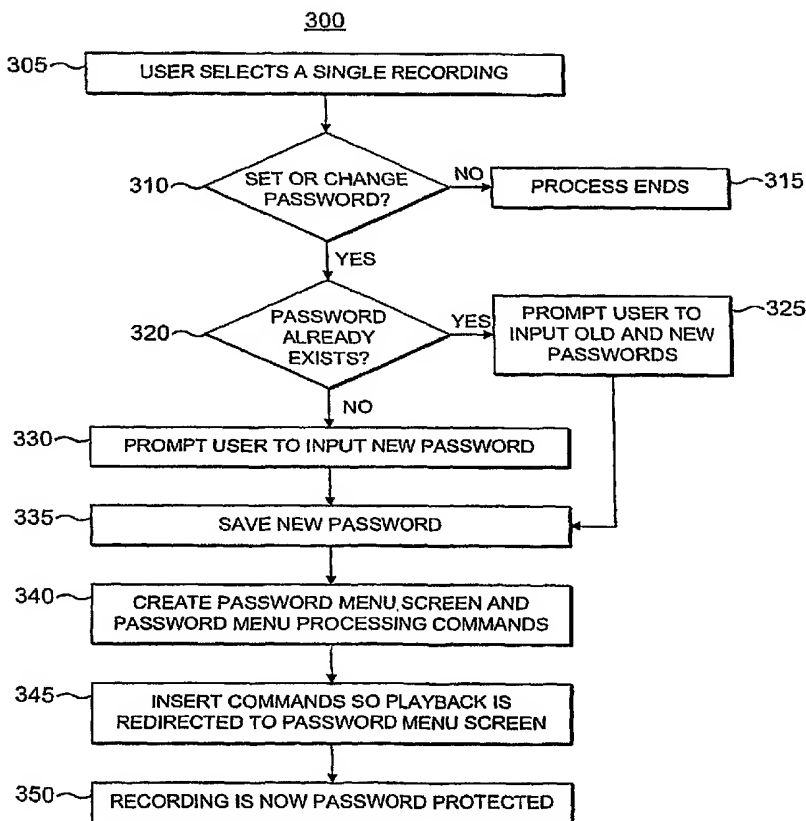 300
305
USER SELECTS A SINGLE RECORDING
310
SET OR CHANGE
PASSWORD?
NO
PROCESS ENDS
315
YES
320
PASSWORD
ALREADY
EXISTS?
YES
PROMPT USER TO
INPUT OLD AND NEW
PASSWORDS
325
NO
330
PROMPT USER TO INPUT NEW PASSWORD
335
SAVE NEW PASSWORD
340
CREATE PASSWORD MENU SCREEN AND
PASSWORD MENU PROCESSING COMMANDS
345
INSERT COMMANDS SO PLAYBACK IS
REDIRECTED TO PASSWORD MENU SCREEN
350
RECORDING IS NOW PASSWORD PROTECTED